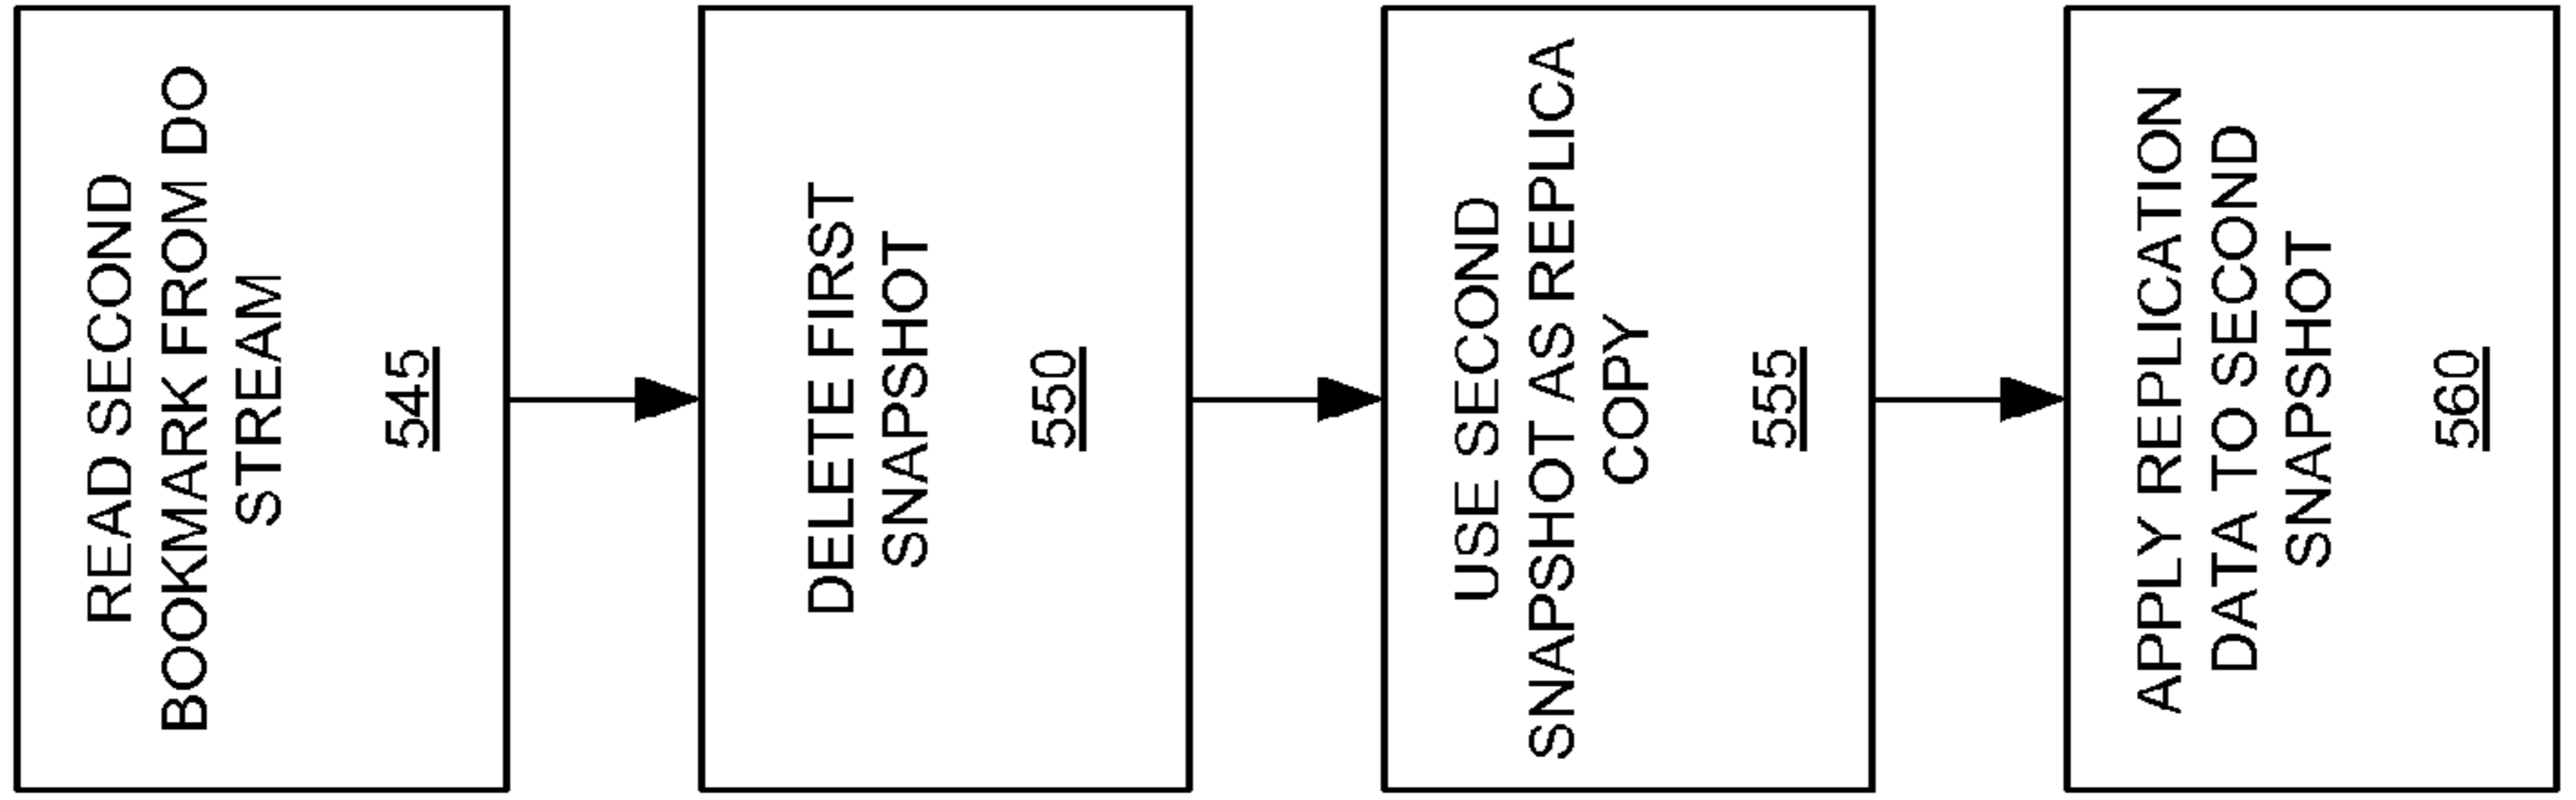 READ SECOND
BOOKMARK FROM DO
STREAM
545
DELETE FIRST
SNAPSHOT
550
USE SECOND
SNAPSHOT AS REPLICA
COPY
555
APPLY REPLICATION
DATA TO SECOND
SNAPSHOT
560